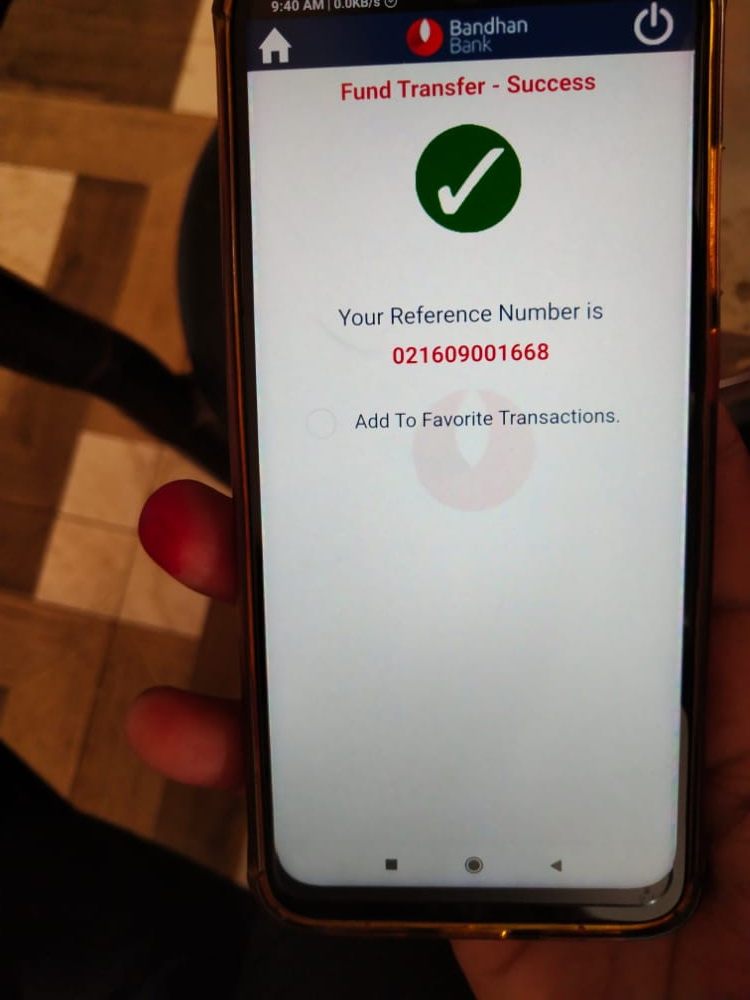 9:40 AM | 0.0KB/s
Bandhan
Bank
Fund Transfer - Success
Your Reference Number is
021609001668
Add To Favorite Transactions.